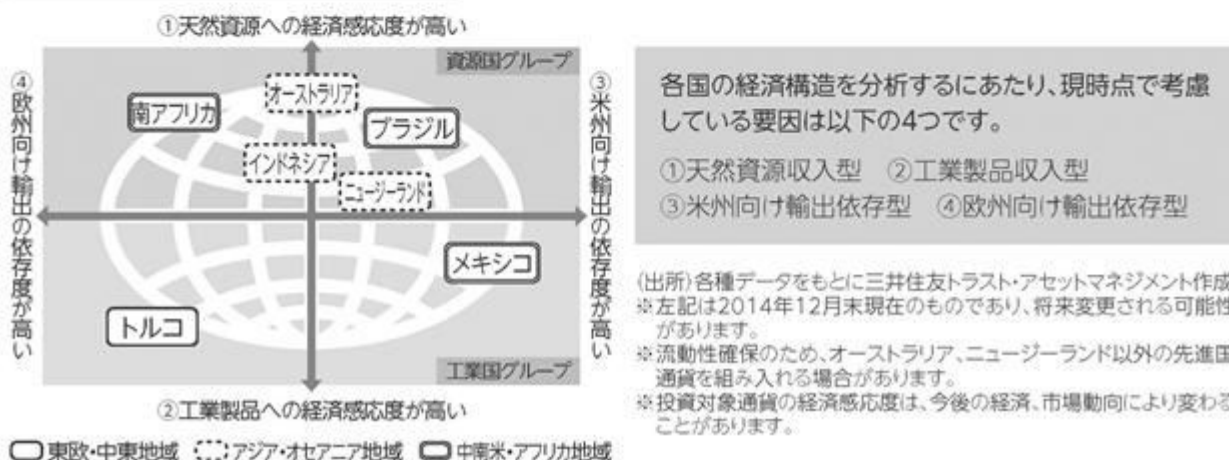 ①天然資源への経済感応度が高い
資源国グループ
④欧州向け輸出の依存度が高い
南アフリカ
オーストラリア
ブラジル
インドネシア
ニュージーランド
③米州向け輸出の依存度が高い
メキシコ
トルコ
工業国グループ
②工業製品への経済感応度が高い
東欧・中東地域 アジア・オセアニア地域 中南米・アフリカ地域
各国の経済構造を分析するにあたり、現時点で考慮
している要因は以下の4つです。
①天然資源収入型 ②工業製品収入型
③米州向け輸出依存型 ④欧州向け輸出依存型
(出所)各種データをもとに三井住友トラスト・アセットマネジメント作成
※左記は2014年12月末現在のものであり、将来変更される可能性
があります。
※流動性確保のため、オーストラリア、ニュージーランド以外の先進国
通貨を組み入れる場合があります。
※投資対象通貨の経済感応度は、今後の経済、市場動向により変わる
ことがあります。